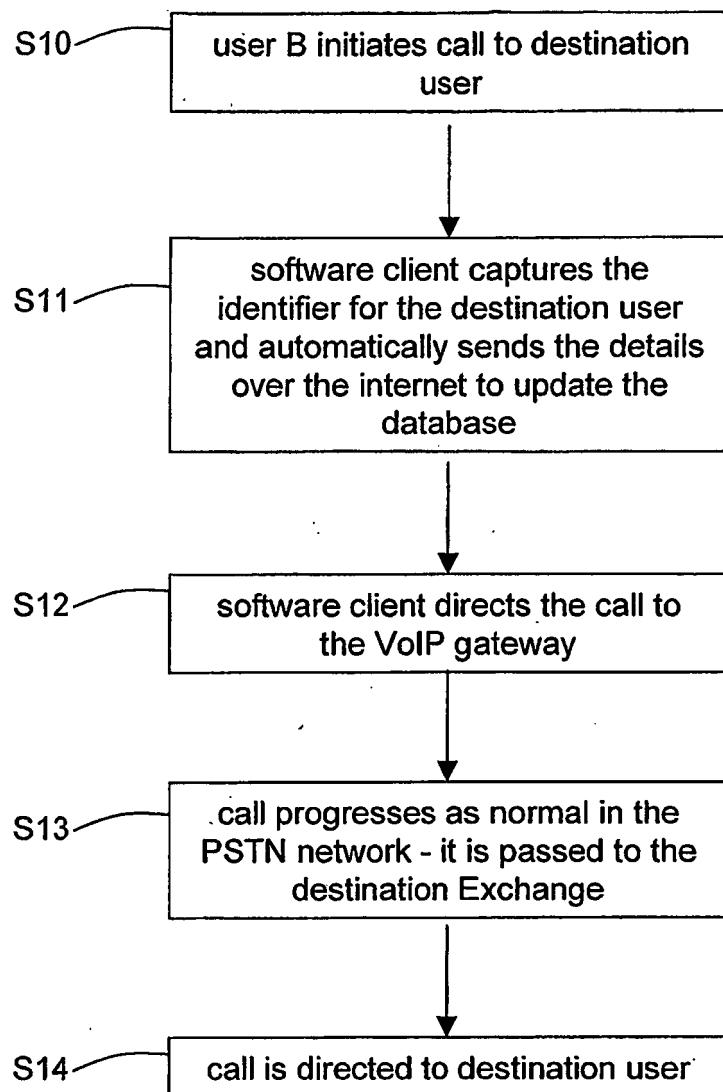 S10
user B initiates call to destination
user
S11
software client captures the
identifier for the destination user
and automatically sends the details
over the internet to update the
database
S12
software client directs the call to
the VoIP gateway
S13
call progresses as normal in the
PSTN network - it is passed to the
destination Exchange
S14
call is directed to destination user